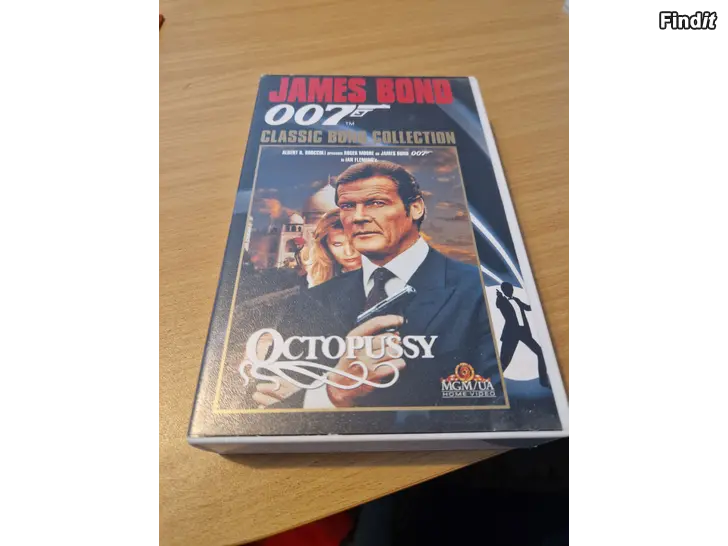 Findit
JAMES BOND
007
TM
CLASSIC BOND COLLECTION
ALBERT R. BROCCOLI presents ROGER MOORE as JAMES BOND 007
in IAN FLEMING'S
OCTOPUSSY
MGM/UA
HOME VIDEO